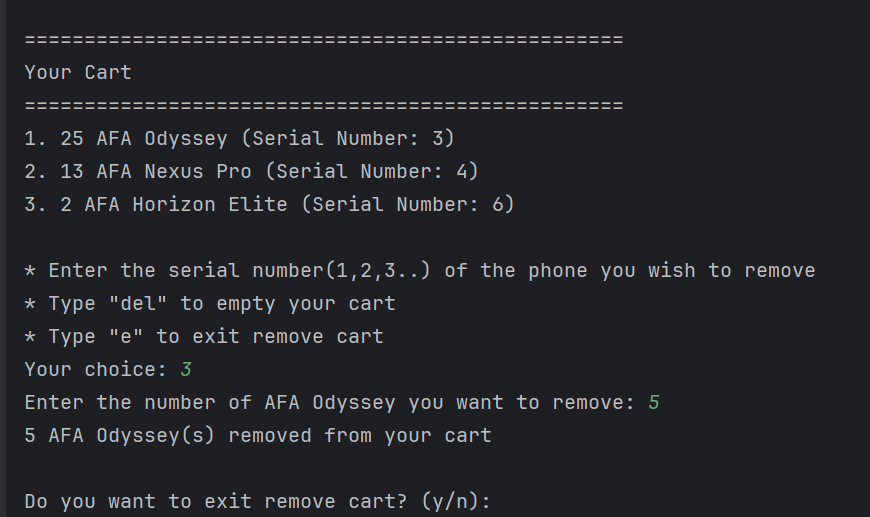 ==================================================
Your Cart
==================================================
1. 25 AFA Odyssey (Serial Number: 3)
2. 13 AFA Nexus Pro (Serial Number: 4)
3. 2 AFA Horizon Elite (Serial Number: 6)
* Enter the serial number(1,2,3..) of the phone you wish to remove
* Type "del" to empty your cart
* Type "e" to exit remove cart
Your choice: 3
Enter the number of AFA Odyssey you want to remove: 5
5 AFA Odyssey(s) removed from your cart
Do you want to exit remove cart? (y/n):